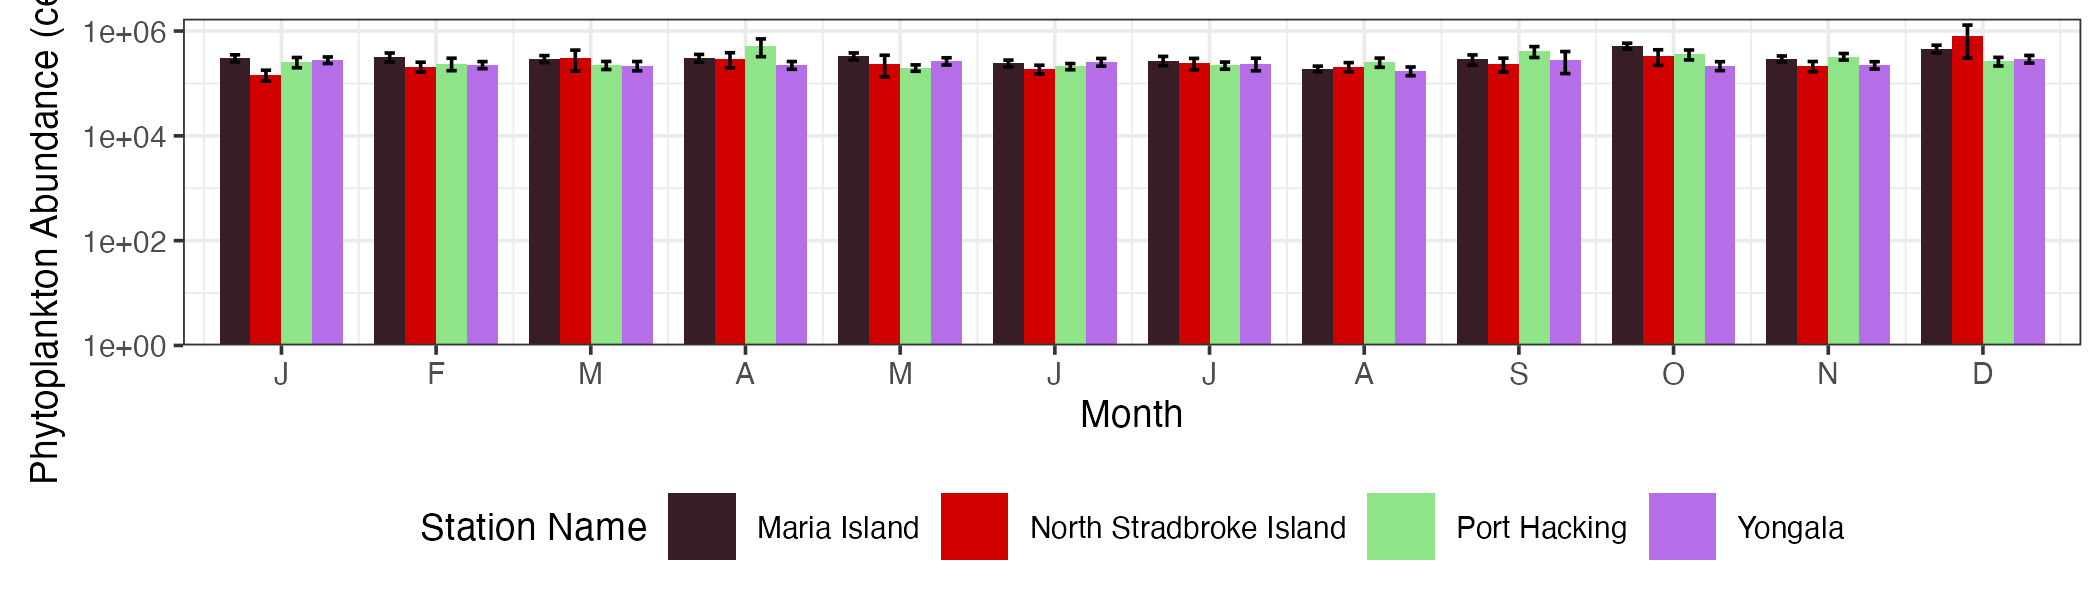 Phytoplankton Abundance
1e+06
1e+04
1e+02
1e+00
J F M A M J J A S O N D
Month
Station Name Maria Island North Stradbroke Island Port Hacking Yongala